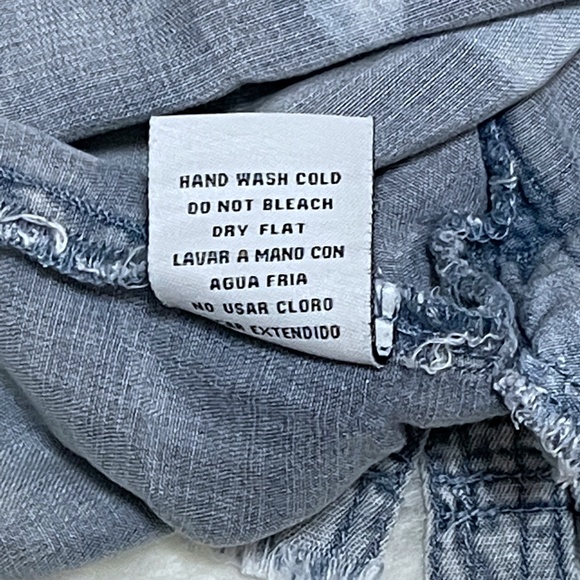 HAND WASH COLD
DO NOT BLEACH
DRY FLAT
LAVAR A MANO CON
AGUA FRIA
NO USAR CLORO
EXTENDIDO